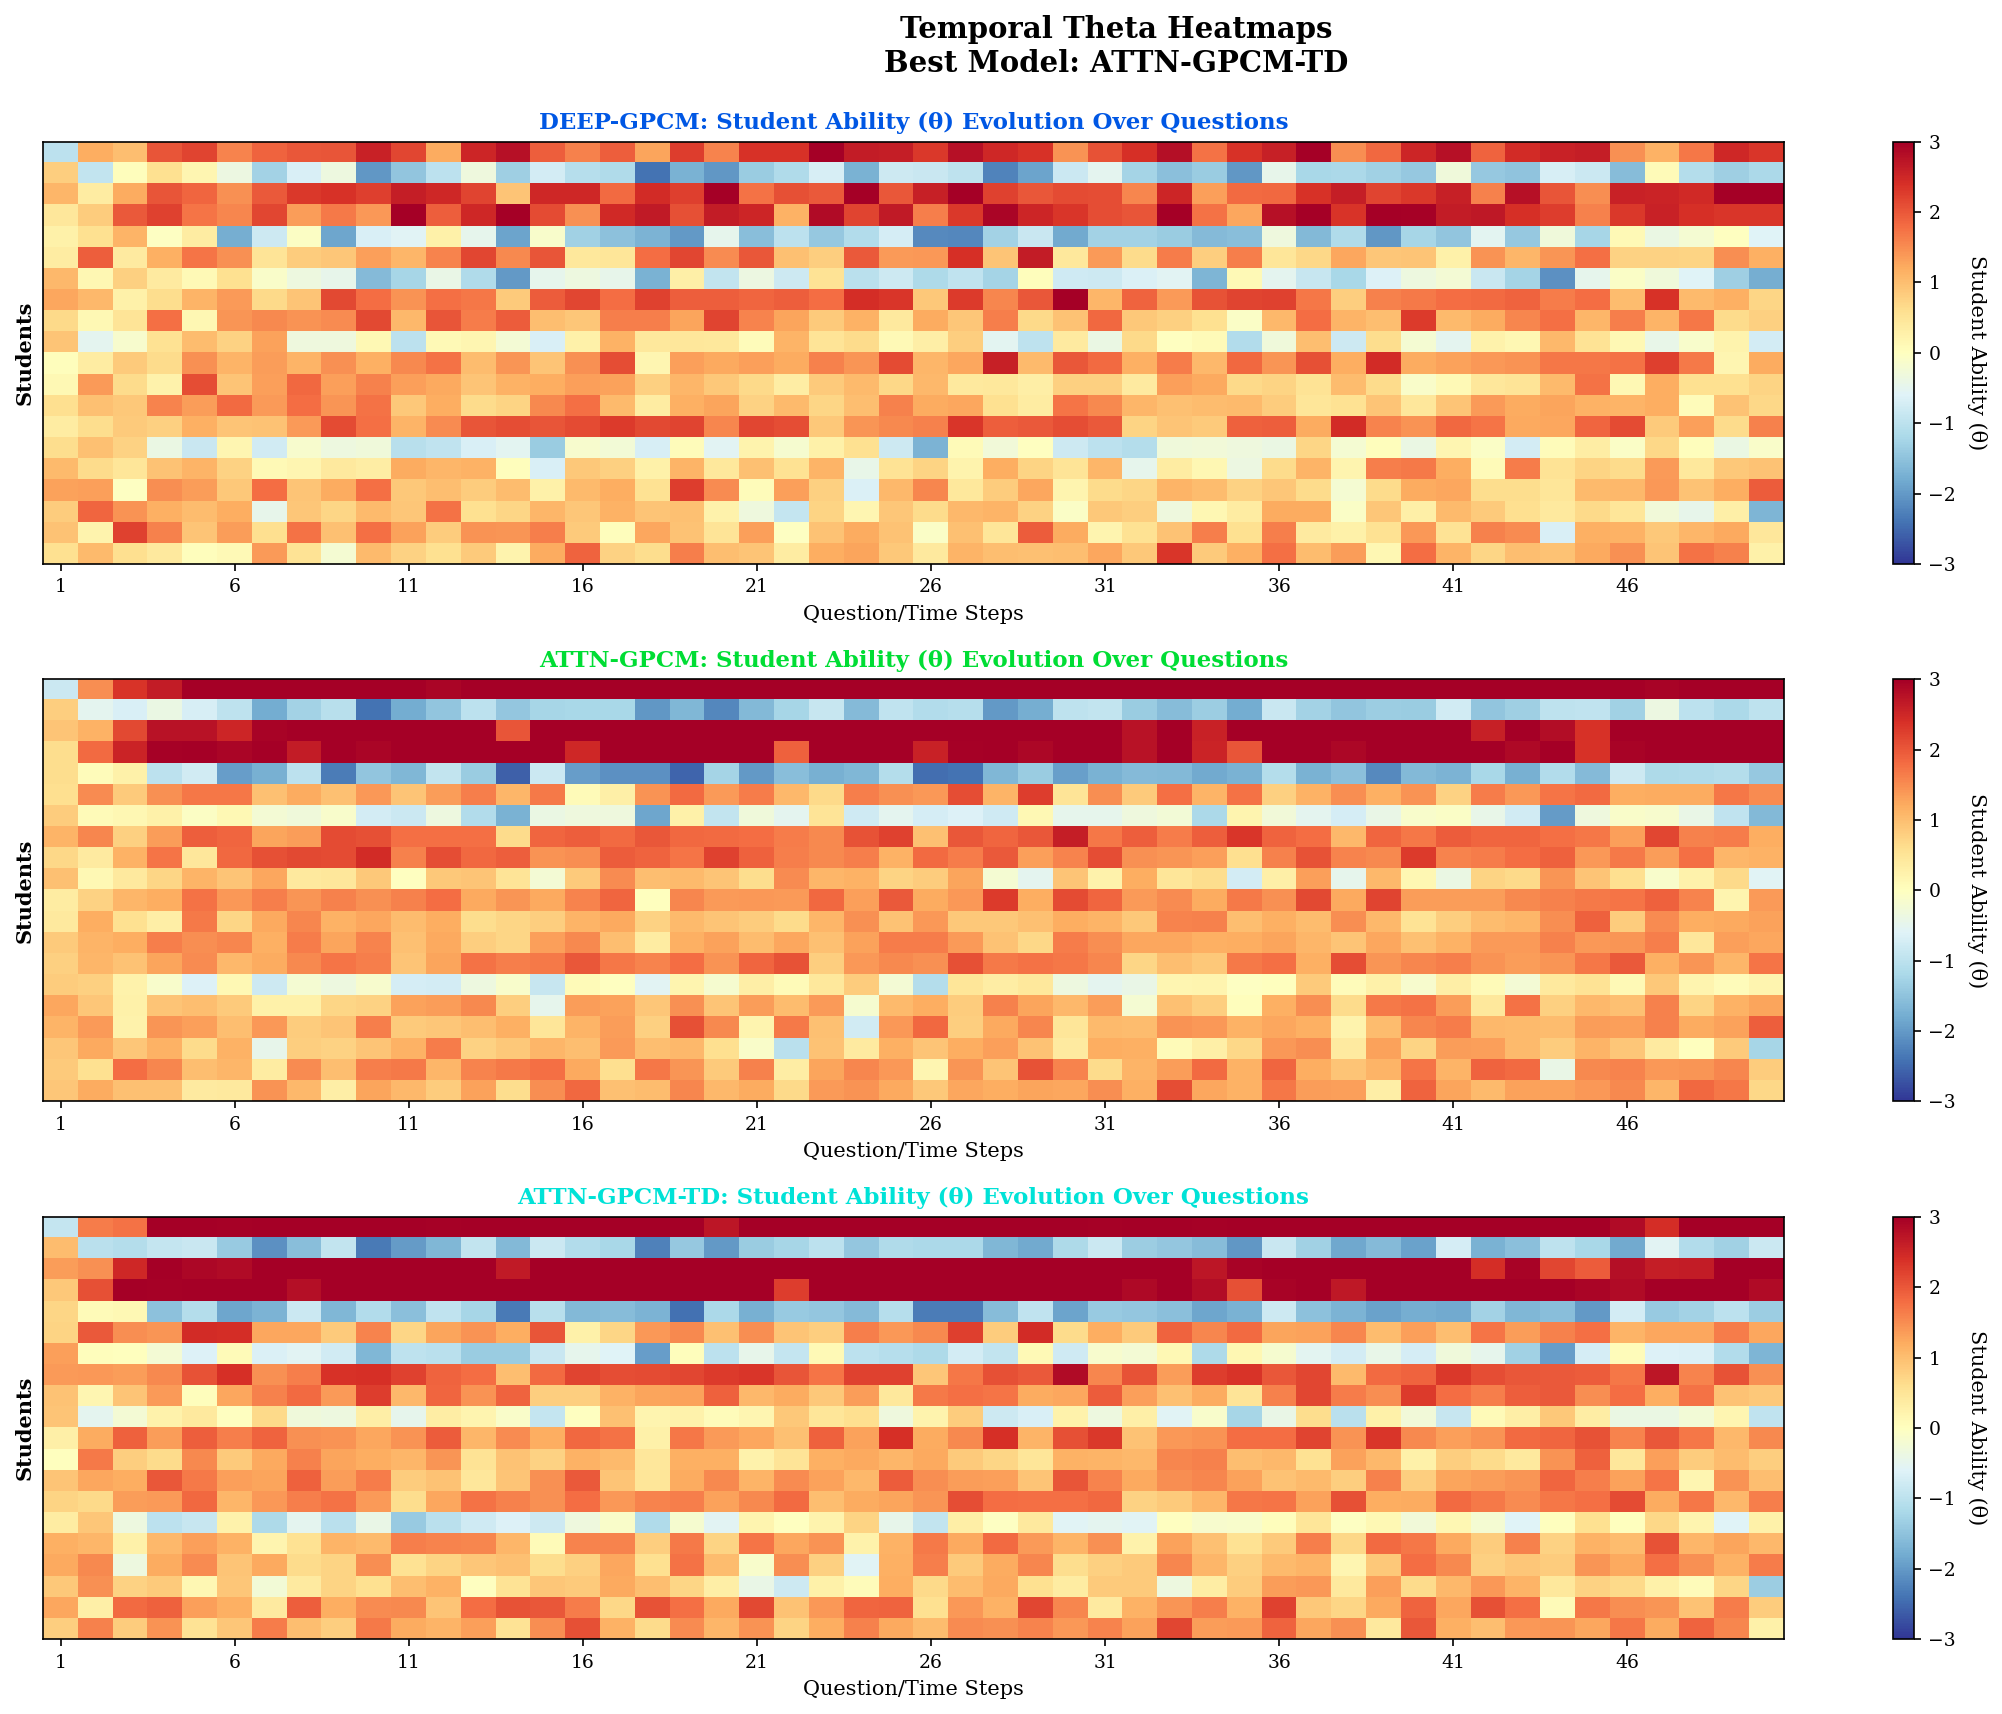 Temporal Theta Heatmaps
Best Model: ATTN-GPCM-TD
DEEP-GPCM: Student Ability (θ) Evolution Over Questions
Students
1 6 11 16 21 26 31 36 41 46
Question/Time Steps
3
2
1
0
−1
−2
−3
Student Ability (θ)
ATTN-GPCM: Student Ability (θ) Evolution Over Questions
Students
1 6 11 16 21 26 31 36 41 46
Question/Time Steps
3
2
1
0
−1
−2
−3
Student Ability (θ)
ATTN-GPCM-TD: Student Ability (θ) Evolution Over Questions
Students
1 6 11 16 21 26 31 36 41 46
Question/Time Steps
3
2
1
0
−1
−2
−3
Student Ability (θ)